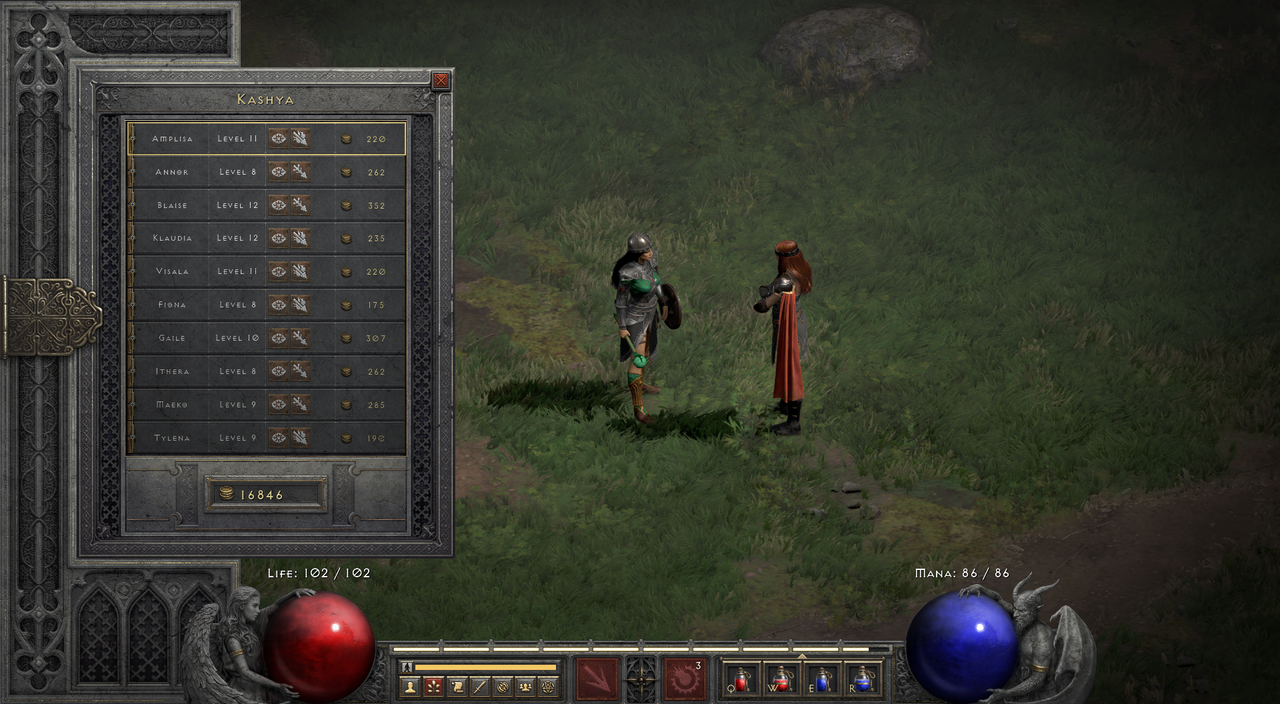 Kashya
Amplisa Level 11 220
Annor Level 8 262
Blaise Level 12 352
Klaudia Level 12 235
Visala Level 11 220
Fiona Level 8 175
Gaile Level 10 307
Ithera Level 8 262
Maeko Level 9 285
Tylena Level 9 190
16846
Life: 102 / 102
Mana: 86 / 86
3
Q W E R